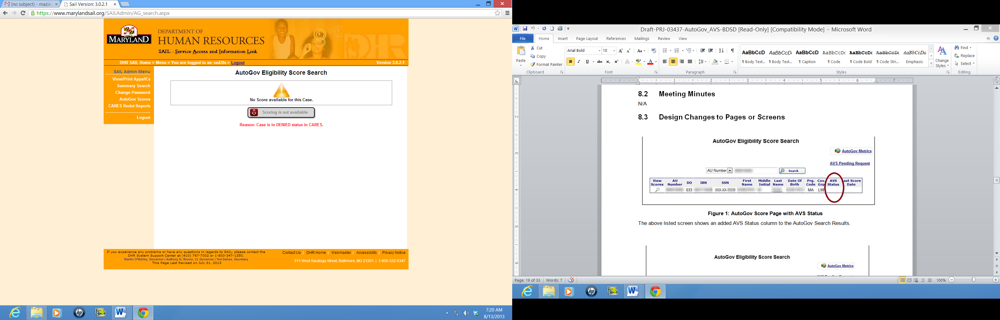 (no subject) - mazie.
Sail Version: 3.0.2.1
https://www.marylandsail.org/SAILAdmin/AG_search.aspx
MARYLAND
DEPARTMENT OF
HUMAN RESOURCES
SAIL - Service Access and Information Link
DHR
DHR SAIL Home > Menu > You are logged in as: rad28s > Logout
Version 3.0.2.1
SAIL Admin Menu
View/Print Apps/ICs
Summary Search
Change Password
AutoGov Scores
CARES Redet Reports
Logout
AutoGov Eligibility Score Search
No Score available for this Case.
Scoring is not available
Reason: Case is in DENIED status in CARES.
If you experience any problems or have any questions in regards to SAIL, please contact the
DHR System Support Center at (410) 767-7002 or 1-800-347-1350.
Martin O'Malley, Governor | Anthony G. Brown, Lt. Governor | Ted Dallas, Secretary
This Page Last Revised on July 31, 2013
Contact Us | DHR Home | Webmaster | Accessibility | Privacy Notice
311 West Saratoga Street, Baltimore, MD 21201 | 1-800-332-6347
7:20 AM
8/13/2013
Draft-PRJ-03437-AutoGov_AVS-BDSD [Read-Only] [Compatibility Mode] - Microsoft Word
File Home Insert Page Layout References Mailings Review View
Paste
Cut
Copy
Format Painter
Clipboard
Arial Bold 10
Font
Paragraph
AaBbCcD AaBbCcD AaBbCcD AaBbCcDc AaBbCcDc AaBbCcDc AaBbCcDa
¶ Body Text... ¶ Body Text... ¶ Caption ¶ Code ¶ Code Bold ¶ Code Stri... Emphasis
Change
Styles
Styles
Find
Replace
Select
Editing
1 1 2 3 4 5 6 7
8.2 Meeting Minutes
N/A
8.3 Design Changes to Pages or Screens
AutoGov Eligibility Score Search
AutoGov Metrics
AVS Pending Request
AU Number
Search
View Scores AU Number DO IRN SSN First Name Middle Initial Last Name Date Of Birth Prg. Code Cov. Grp AVS Status Last Score Date
033 XXX-XX- MA L98
Figure 1: AutoGov Score Page with AVS Status
The above listed screen shows an added AVS Status column to the AutoGov Search Results.
AutoGov Eligibility Score Search
AutoGov Metrics
Page: 19 of 33 Words: 7
100%